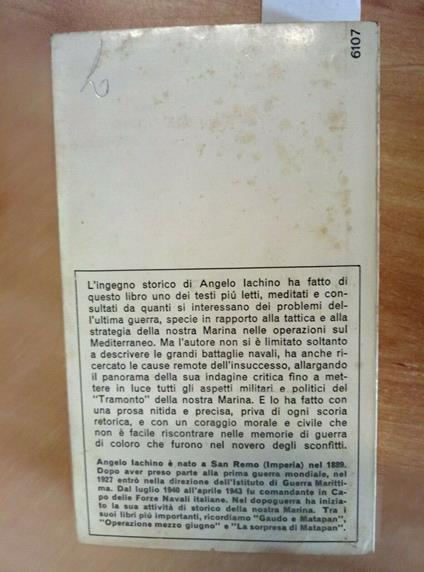 6107
L'ingegno storico di Angelo Iachino ha fatto di
questo libro uno dei testi piú letti, meditati e con-
sultati da quanti si interessano dei problemi del-
l'ultima guerra, specie in rapporto alla tattica e alla
strategia della nostra Marina nelle operazioni sul
Mediterraneo. Ma l'autore non si è limitato soltanto
a descrivere le grandi battaglie navali, ha anche ri-
cercato le cause remote dell'insuccesso, allargando
il panorama della sua indagine critica fino a met-
tere in luce tutti gli aspetti militari e politici del
"Tramonto" della nostra Marina. E lo ha fatto con
una prosa nitida e precisa, priva di ogni scoria
retorica, e con un coraggio morale e civile che
non è facile riscontrare nelle memorie di guerra
di coloro che furono nel novero degli sconfitti.
Angelo Iachino è nato a San Remo (Imperia) nel 1889.
Dopo aver preso parte alla prima guerra mondiale, nel
1927 entrò nella direzione dell'Istituto di Guerra Maritti-
ma. Dal luglio 1940 all'aprile 1943 fu comandante in Ca-
po delle Forze Navali italiane. Nel dopoguerra ha inizia-
to la sua attività di storico della nostra Marina. Tra i
suoi libri piú importanti, ricordiamo "Gaudo e Matapan",
"Operazione mezzo giugno" e "La sorpresa di Matapan".